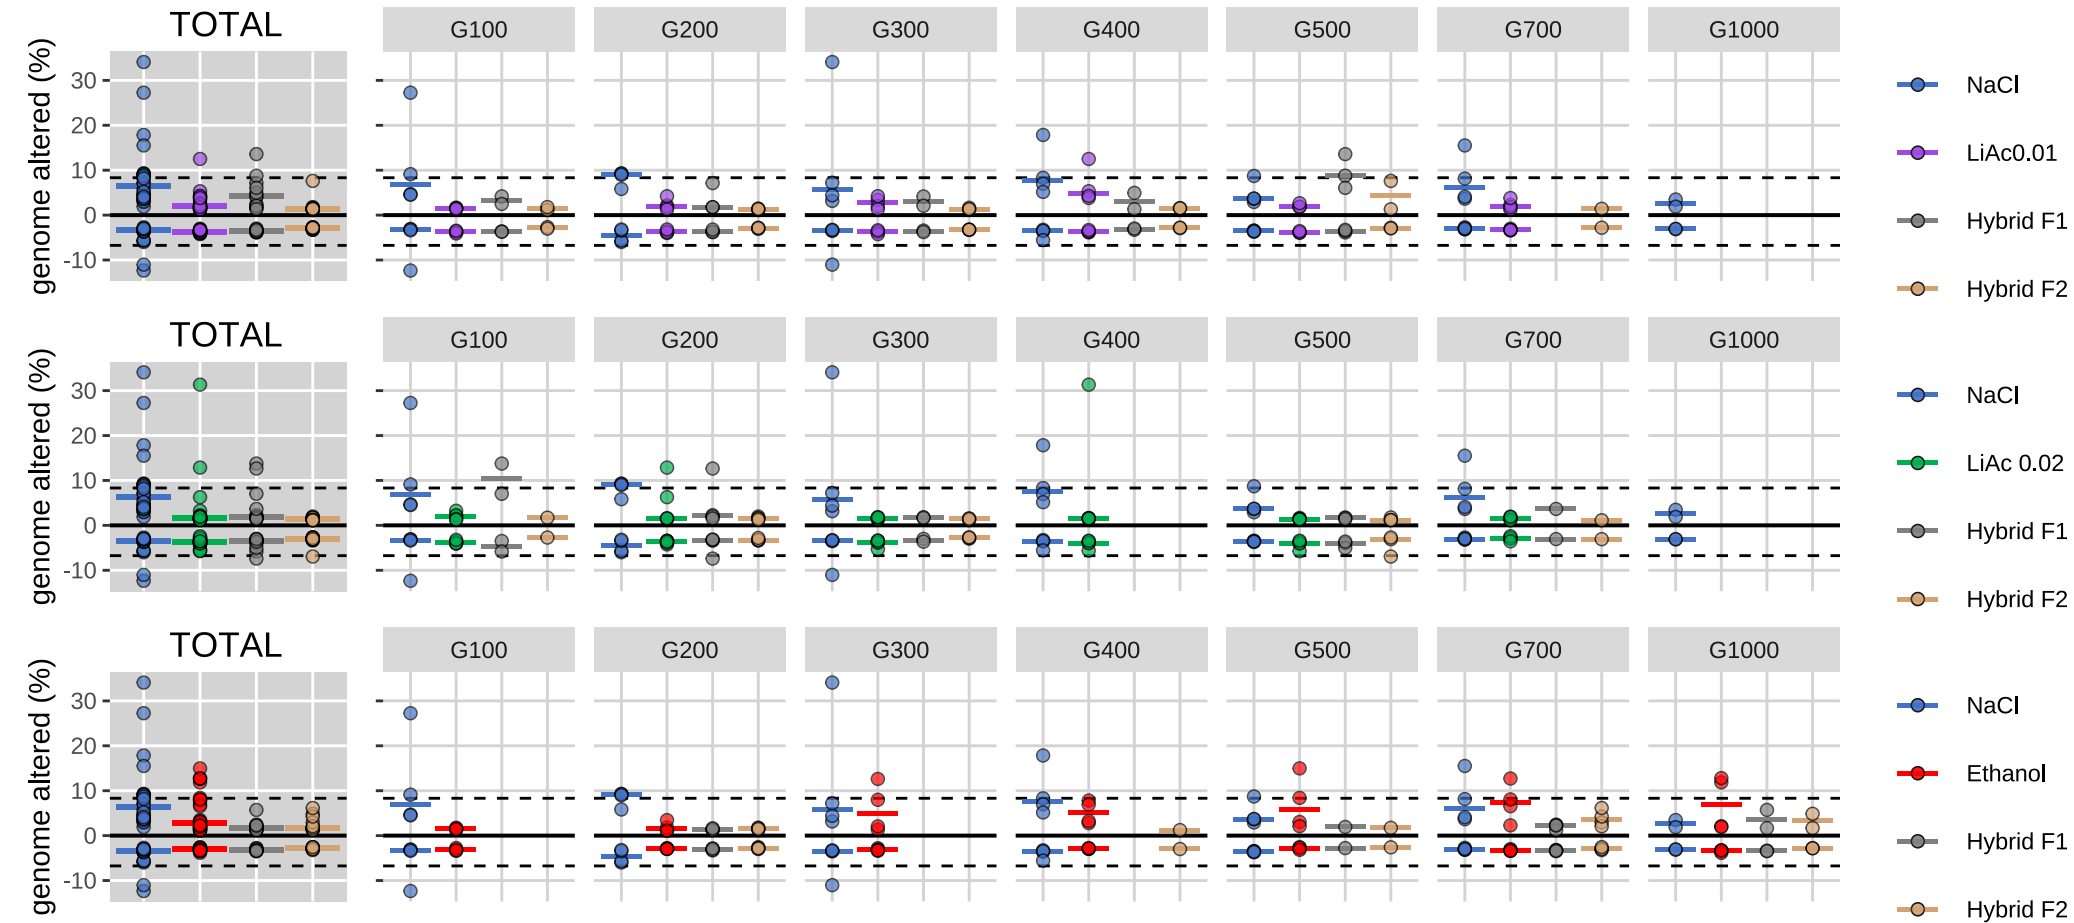 TOTAL G100 G200 G300 G400 G500 G700 G1000
genome altered (%)
30
20
10
0
-10
NaCl
LiAc0.01
Hybrid F1
Hybrid F2
TOTAL G100 G200 G300 G400 G500 G700 G1000
genome altered (%)
30
20
10
0
-10
NaCl
LiAc 0.02
Hybrid F1
Hybrid F2
TOTAL G100 G200 G300 G400 G500 G700 G1000
genome altered (%)
30
20
10
0
-10
NaCl
Ethanol
Hybrid F1
Hybrid F2